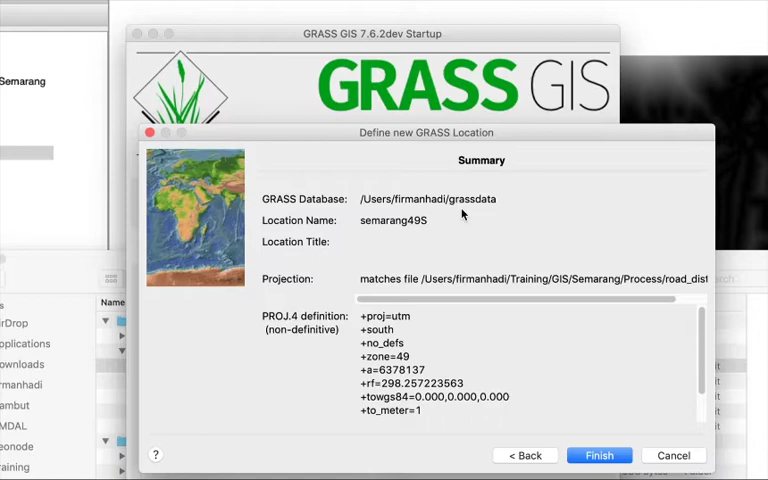 GRASS GIS 7.6.2dev Startup
Semarang
GRASS GIS
Define new GRASS Location
Summary
GRASS Database: /Users/firmanhadi/grassdata
Location Name: semarang49S
Location Title:
Projection: matches file /Users/firmanhadi/Training/GIS/Semarang/Process/road_dist
PROJ.4 definition: +proj=utm
(non-definitive) +south
+no_defs
+zone=49
+a=6378137
+rf=298.257223563
+towgs84=0.000,0.000,0.000
+to_meter=1
Name
irDrop
pplications
ownloads
rmanhadi
ambut
MDAL
eonode
raining
earch
? < Back Finish Cancel